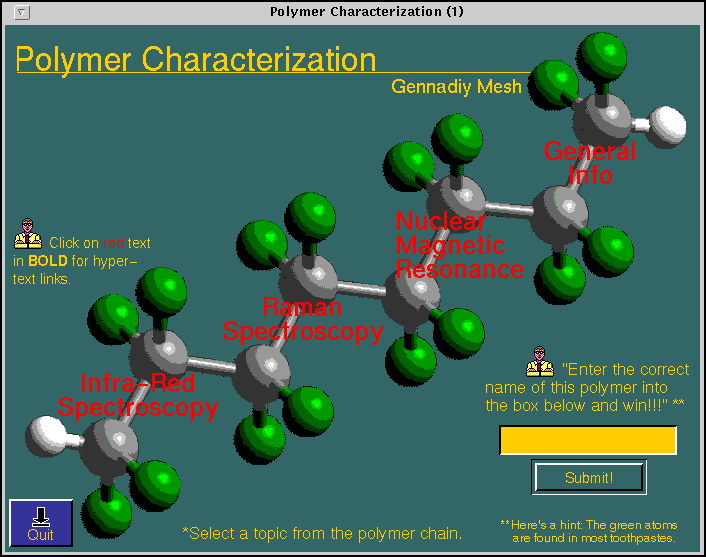 Polymer Characterization (1)
Polymer Characterization
Gennadiy Mesh
General
Info
Nuclear
Magnetic
Resonance
Click on red text
in BOLD for hyper–
text links.
Raman
Spectroscopy
Infra–Red
Spectroscopy
"Enter the correct
name of this polymer into
the box below and win!!!" **
Submit!
Quit
*Select a topic from the polymer chain.
**Here's a hint: The green atoms
are found in most toothpastes.